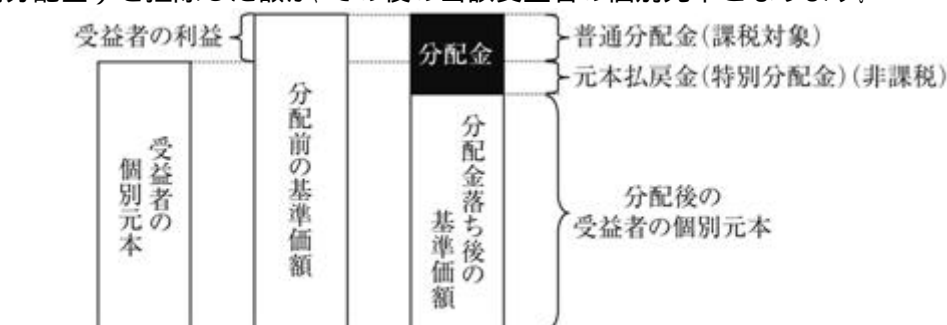 受益者の利益
分配金
普通分配金(課税対象)
元本払戻金(特別分配金)(非課税)
受益者の
個別元本
分配前の基準価額
分配金落ち後の
基準価額
分配後の
受益者の個別元本